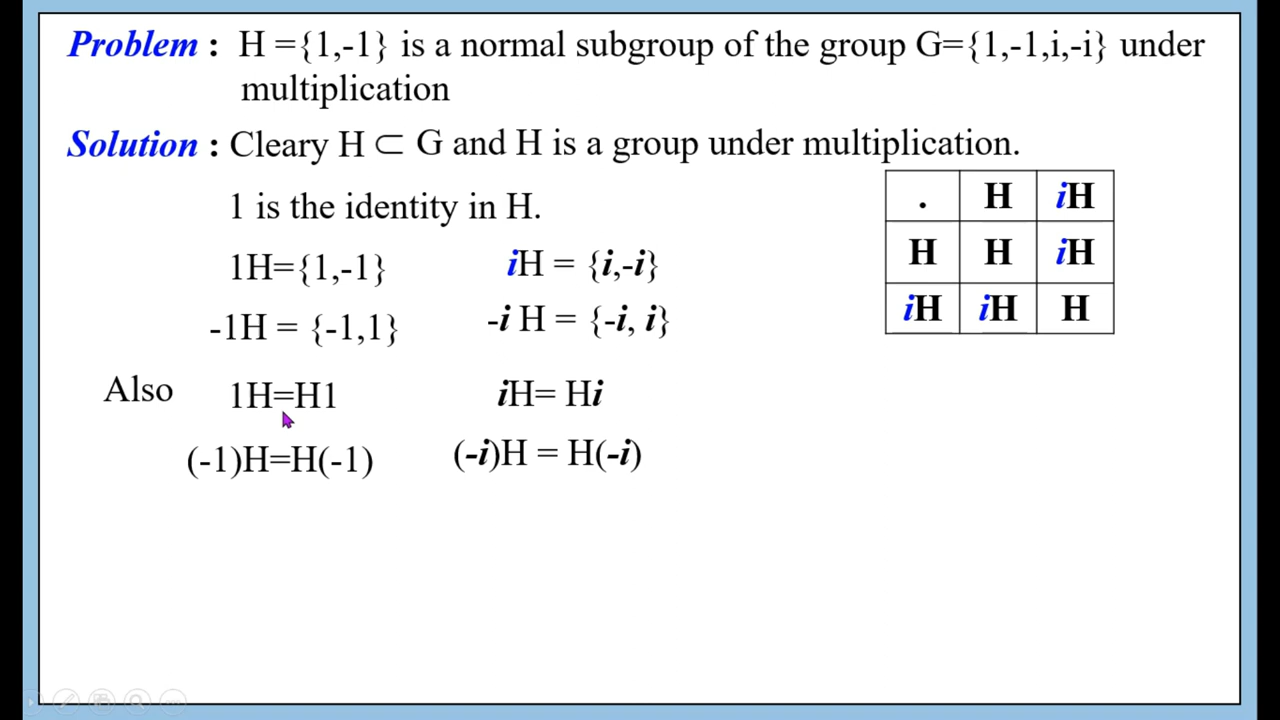 Problem : H ={1,-1} is a normal subgroup of the group G={1,-1,i,-i} under
multiplication
Solution : Cleary H ⊂ G and H is a group under multiplication.
1 is the identity in H.
1H={1,-1} iH = {i,-i}
-1H = {-1,1} -i H = {-i, i}
Also 1H=H1 iH= Hi
(-1)H=H(-1) (-i)H = H(-i)
. H iH
H H iH
iH iH H